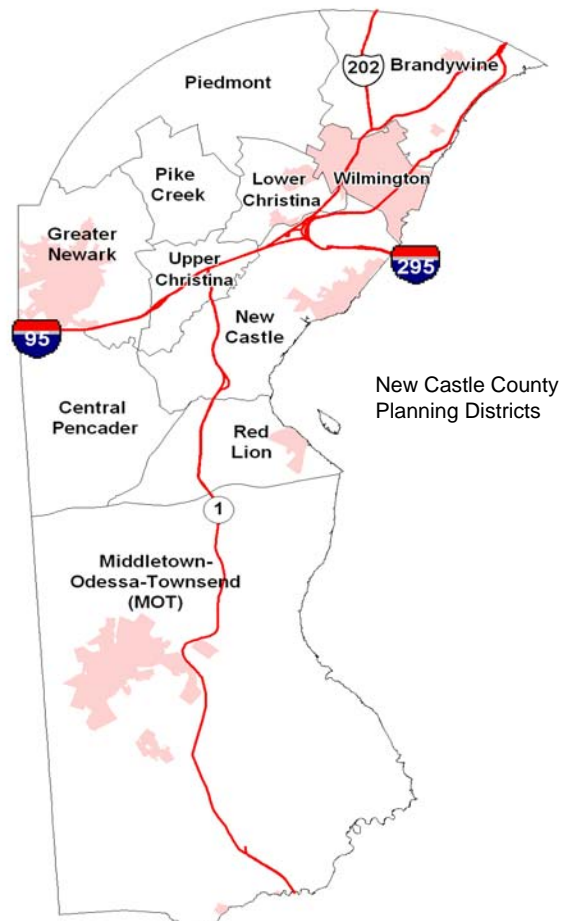 202
Brandywine
Piedmont
Pike
Creek
Lower
Christina
Wilmington
Greater
Newark
Upper
Christina
295
New
Castle
95
New Castle County
Planning Districts
Central
Pencader
Red
Lion
1
Middletown-
Odessa-Townsend
(MOT)